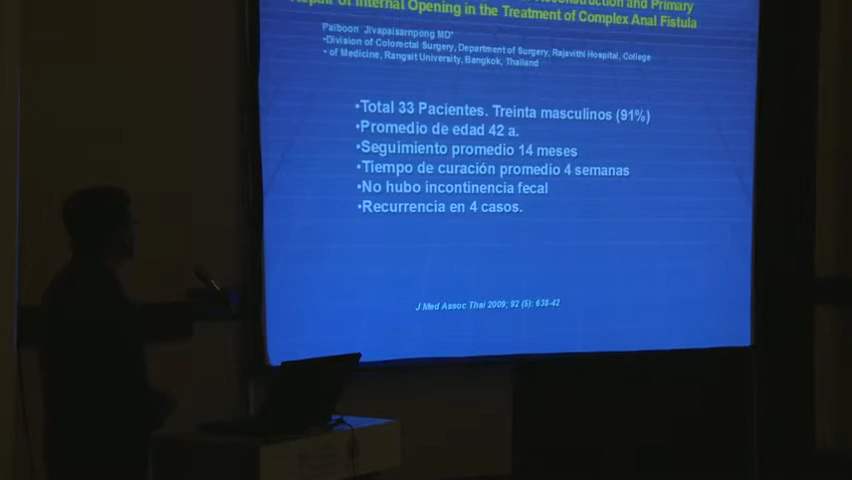 Reconstruction and Primary
Repair of Internal Opening in the Treatment of Complex Anal Fistula
Paiboon Jivapaisarnpong MD*
•Division of Colorectal Surgery, Department of Surgery, Rajavithi Hospital, College
• of Medicine, Rangsit University, Bangkok, Thailand
•Total 33 Pacientes. Treinta masculinos (91%)
•Promedio de edad 42 a.
•Seguimiento promedio 14 meses
•Tiempo de curación promedio 4 semanas
•No hubo incontinencia fecal
•Recurrencia en 4 casos.
J Med Assoc Thai 2009; 92 (5): 638-42